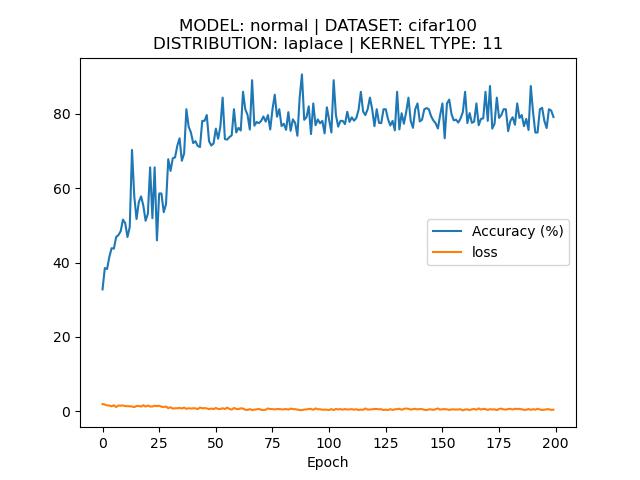 MODEL: normal | DATASET: cifar100
DISTRIBUTION: laplace | KERNEL TYPE: 11
80
60
40
20
0
Accuracy (%)
loss
0 25 50 75 100 125 150 175 200
Epoch